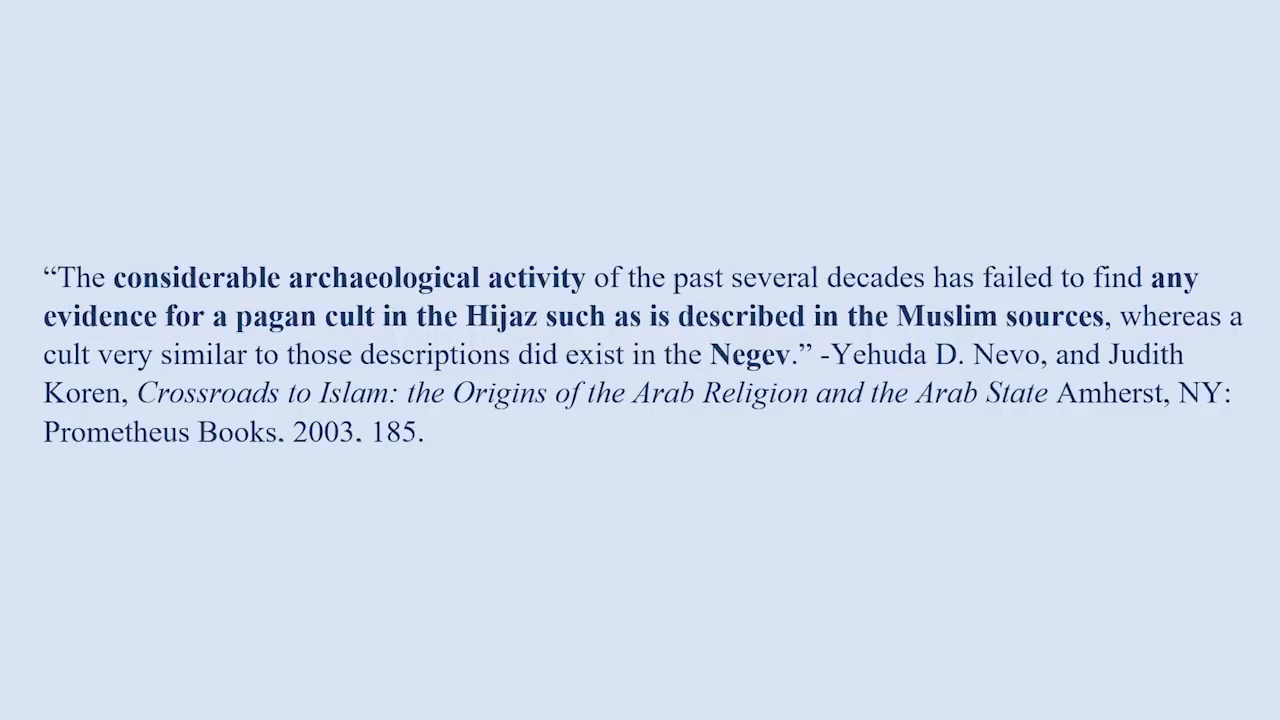 “The considerable archaeological activity of the past several decades has failed to find any
evidence for a pagan cult in the Hijaz such as is described in the Muslim sources, whereas a
cult very similar to those descriptions did exist in the Negev.” -Yehuda D. Nevo, and Judith
Koren, Crossroads to Islam: the Origins of the Arab Religion and the Arab State Amherst, NY:
Prometheus Books. 2003. 185.